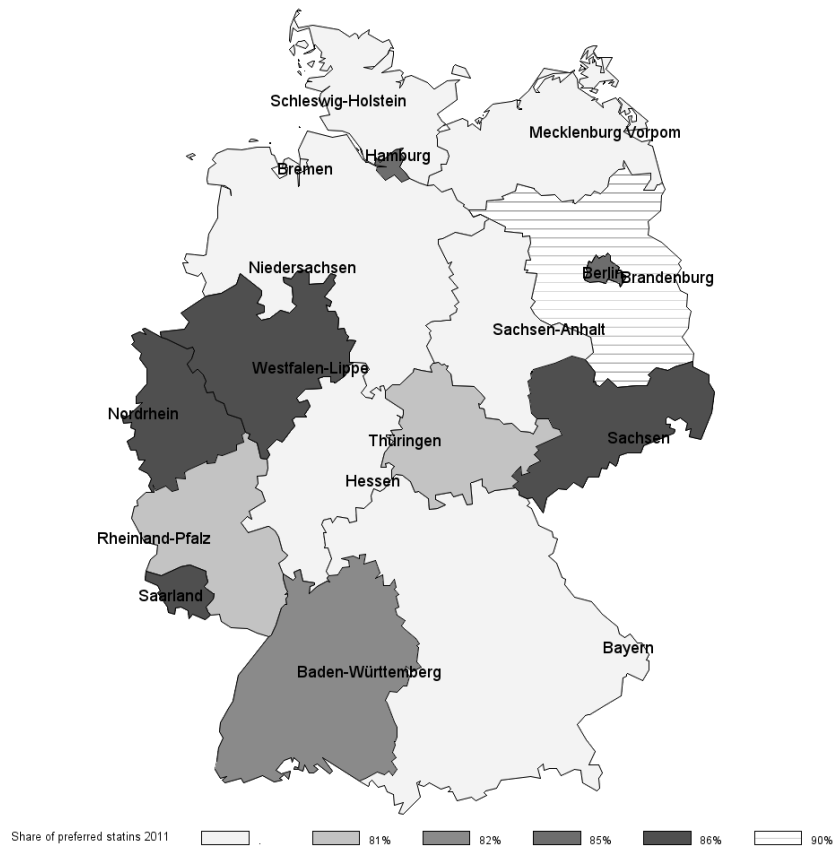 Schleswig-Holstein
Mecklenburg Vorpom
Hamburg
Bremen
Niedersachsen
Berlin
Brandenburg
Sachsen-Anhalt
Westfalen-Lippe
Nordrhein
Sachsen
Thüringen
Hessen
Rheinland-Pfalz
Saarland
Bayern
Baden-Württemberg
Share of preferred statins 2011 . 81% 82% 85% 86% 90%